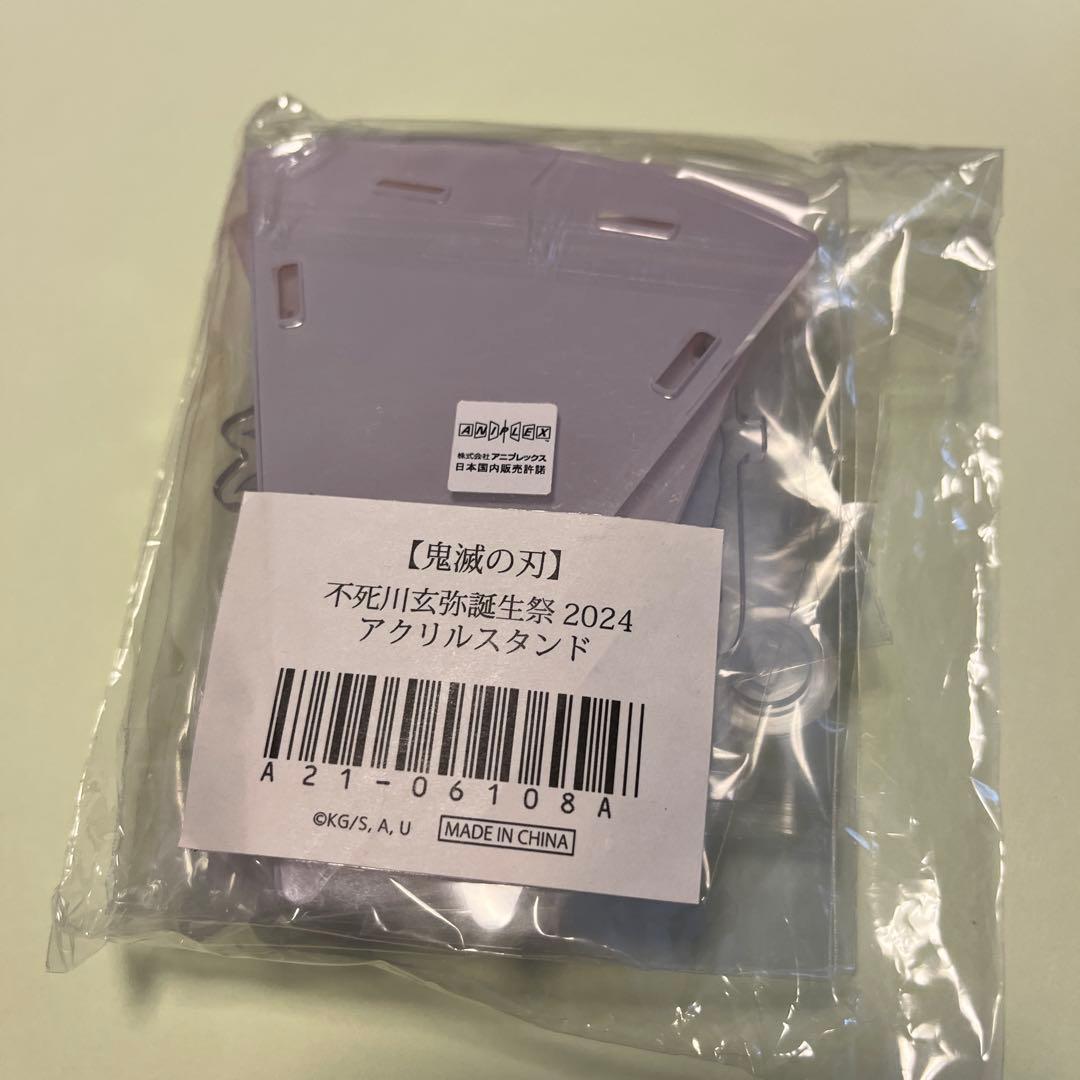 ANIPLEX
株式会社アニプレックス
日本国内販売許諾
【鬼滅の刃】
不死川玄弥誕生祭 2024
アクリルスタンド
A21-06108A
©KG/S, A, U MADE IN CHINA